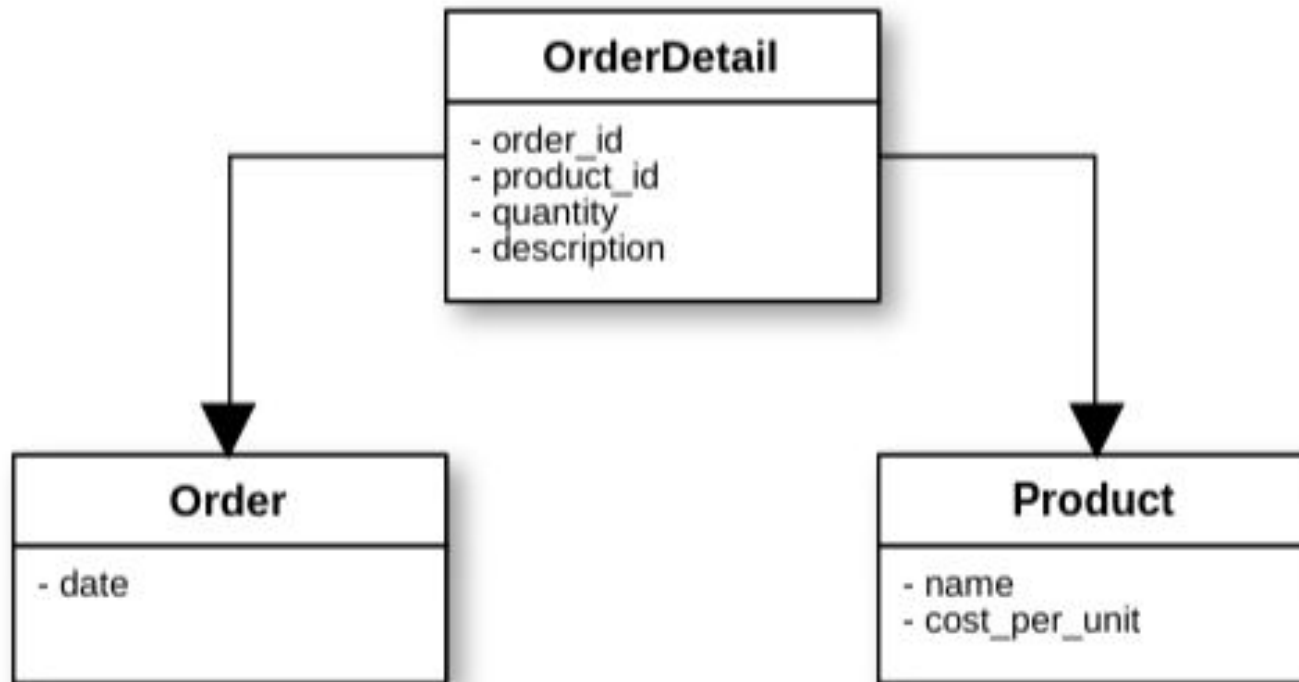 OrderDetail
- order_id
- product_id
- quantity
- description
Order
- date
Product
- name
- cost_per_unit